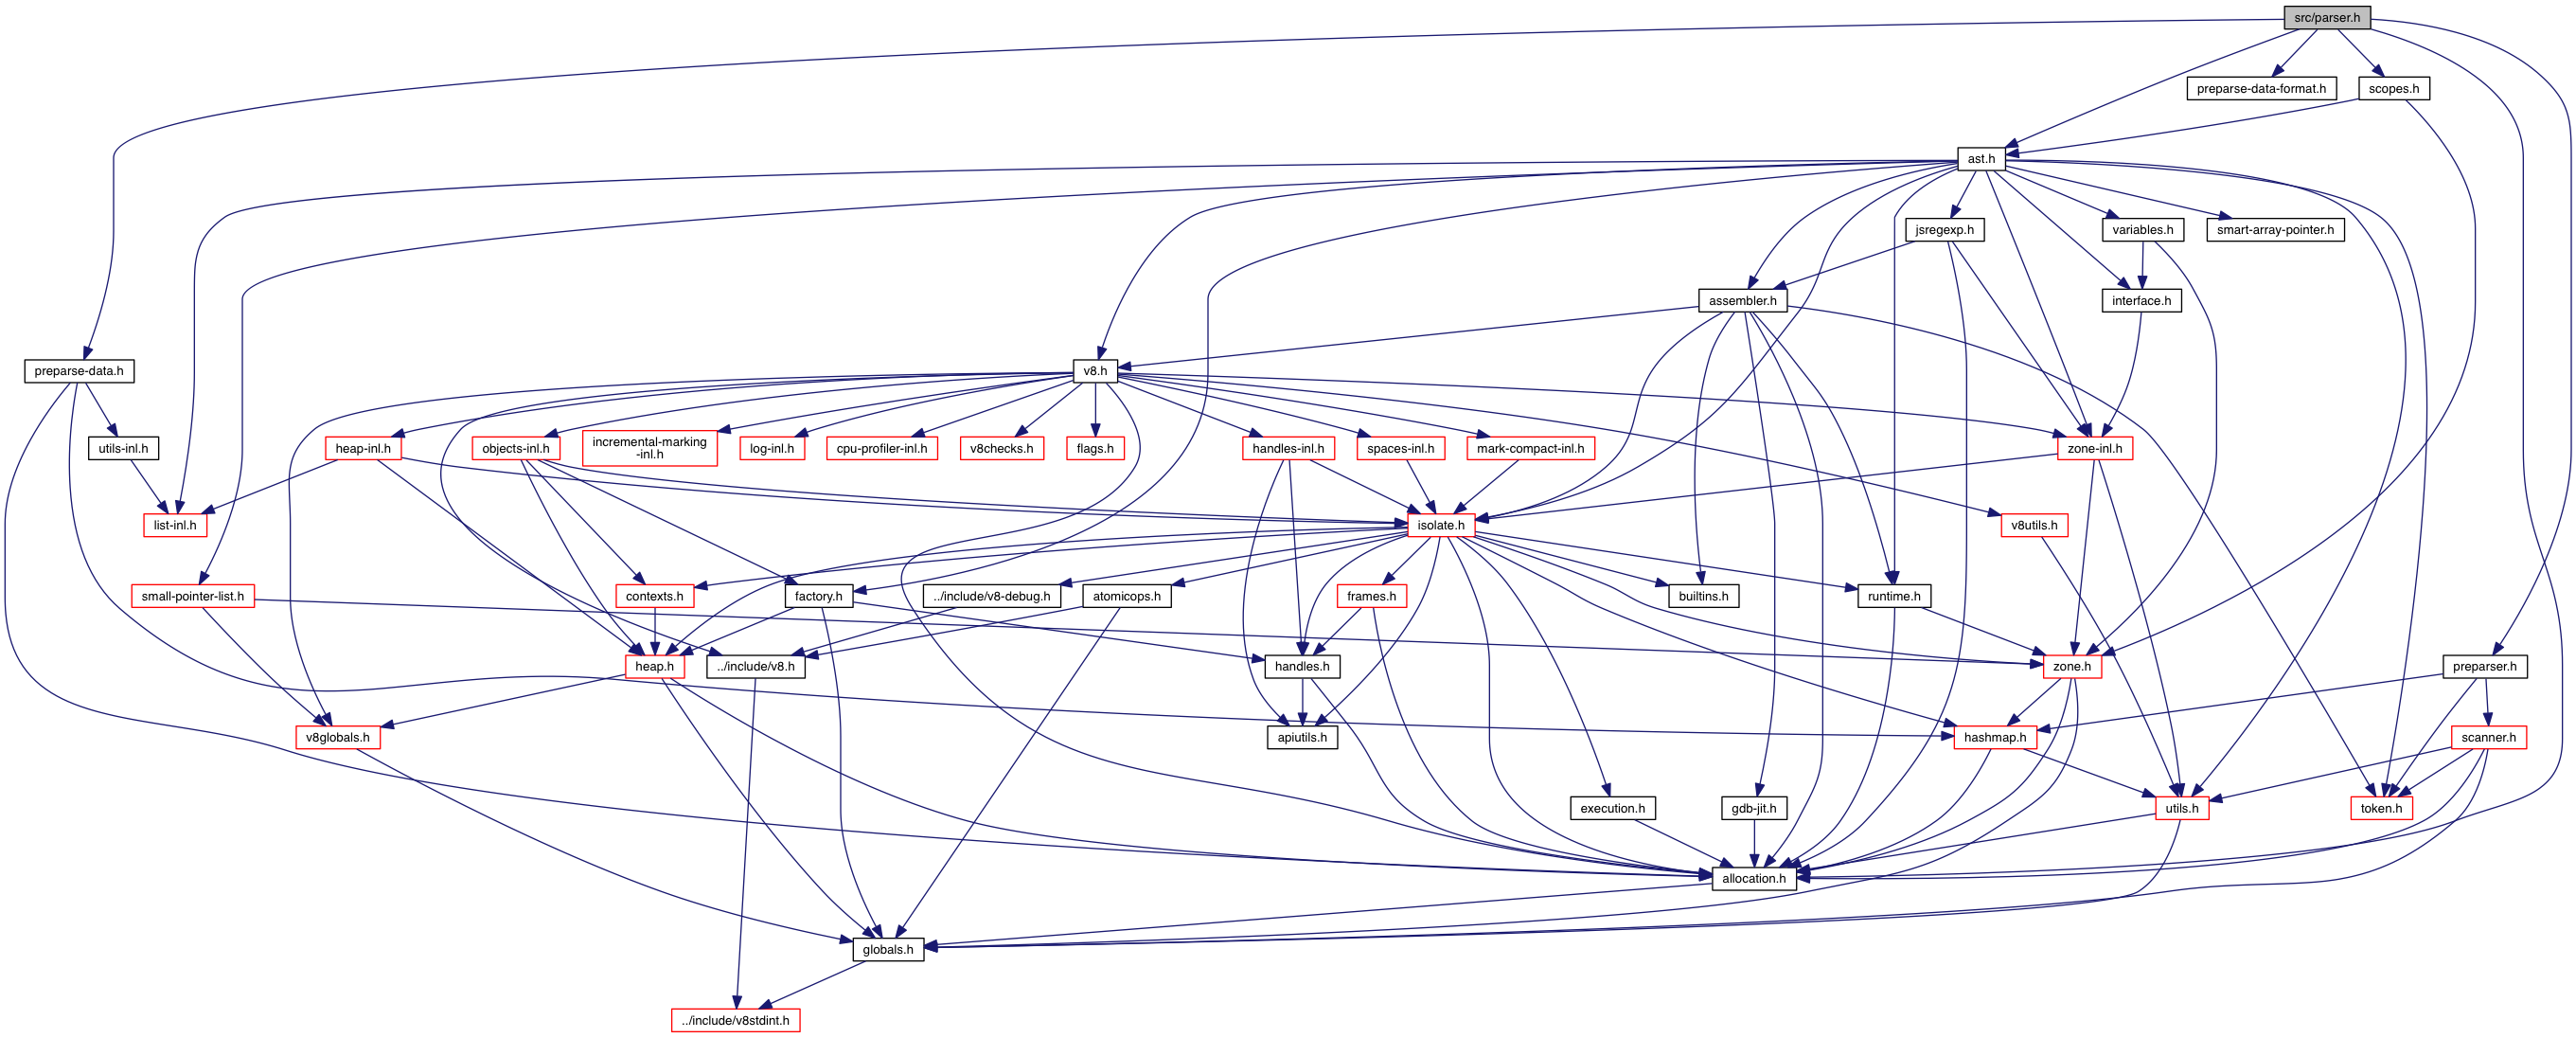 src/parser.h
preparse-data-format.h
scopes.h
ast.h
jsregexp.h
variables.h
smart-array-pointer.h
assembler.h
interface.h
preparse-data.h
v8.h
utils-inl.h
heap-inl.h
objects-inl.h
incremental-marking
-inl.h
log-inl.h
cpu-profiler-inl.h
v8checks.h
flags.h
handles-inl.h
spaces-inl.h
mark-compact-inl.h
zone-inl.h
list-inl.h
isolate.h
v8utils.h
small-pointer-list.h
contexts.h
factory.h
../include/v8-debug.h
atomicops.h
frames.h
builtins.h
runtime.h
heap.h
../include/v8.h
handles.h
zone.h
preparser.h
v8globals.h
apiutils.h
hashmap.h
scanner.h
execution.h
gdb-jit.h
utils.h
token.h
allocation.h
globals.h
../include/v8stdint.h